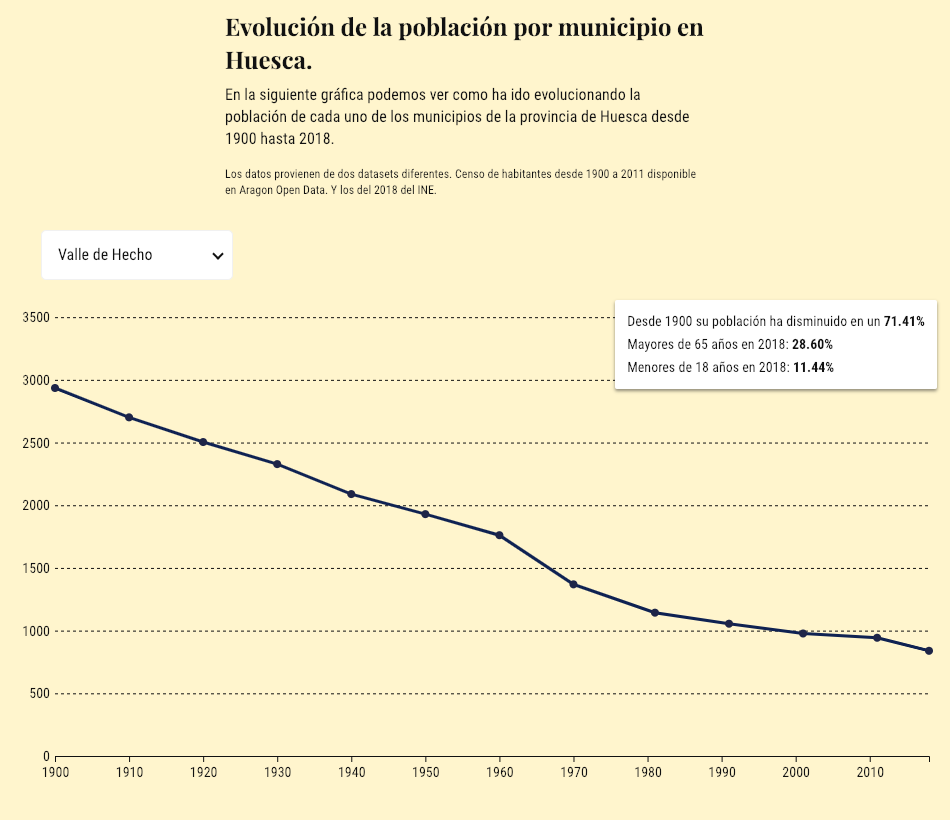 Evolución de la población por municipio en
Huesca.
En la siguiente gráfica podemos ver como ha ido evolucionando la
población de cada uno de los municipios de la provincia de Huesca desde
1900 hasta 2018.
Los datos provienen de dos datasets diferentes. Censo de habitantes desde 1900 a 2011 disponible
en Aragon Open Data. Y los del 2018 del INE.
Valle de Hecho
Desde 1900 su población ha disminuido en un 71.41%
Mayores de 65 años en 2018: 28.60%
Menores de 18 años en 2018: 11.44%
3500
3000
2500
2000
1500
1000
500
0
1900 1910 1920 1930 1940 1950 1960 1970 1980 1990 2000 2010